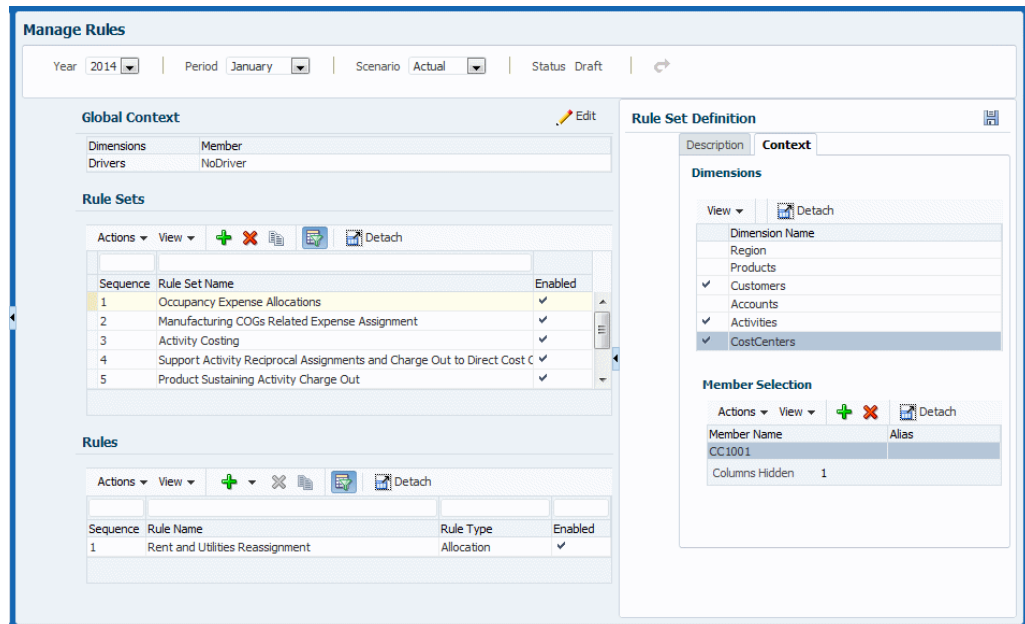 Manage Rules
Year 2014 Period January Scenario Actual Status Draft
Global Context Edit
Dimensions Member
Drivers NoDriver
Rule Sets
Actions View Detach
Sequence Rule Set Name Enabled
1 Occupancy Expense Allocations
2 Manufacturing COGs Related Expense Assignment
3 Activity Costing
4 Support Activity Reciprocal Assignments and Charge Out to Direct Cost C
5 Product Sustaining Activity Charge Out
Rules
Actions View Detach
Sequence Rule Name Rule Type Enabled
1 Rent and Utilities Reassignment Allocation
Rule Set Definition
Description Context
Dimensions
View Detach
Dimension Name
Region
Products
Customers
Accounts
Activities
CostCenters
Member Selection
Actions View Detach
Member Name Alias
CC1001
Columns Hidden 1